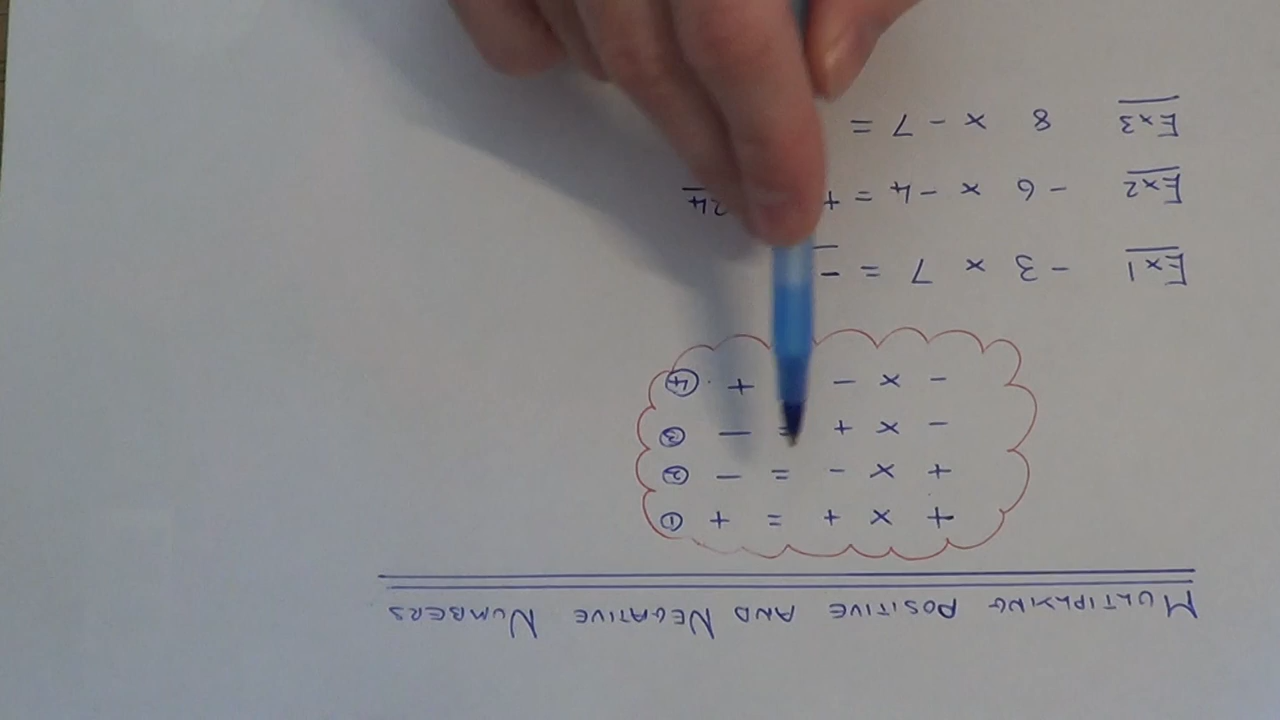 MULTIPLYING POSITIVE AND NEGATIVE NUMBERS
+ x + = + ①
+ x - = - ②
- x + = - ③
- x - + ④
Ex1 -3 x 7 = -
Ex2 -6 x -4 = + 24
Ex3 8 x -7 =